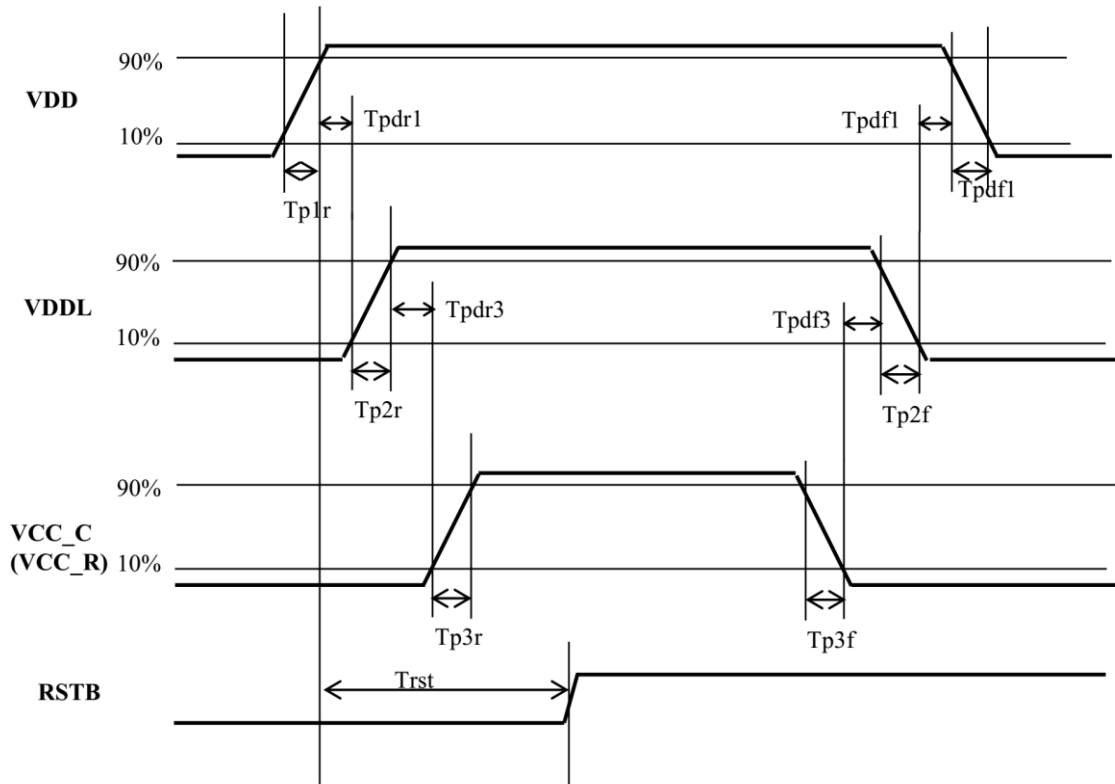 90%
VDD
10%
Tpdr1
Tpdf1
Tp1r
Tpdf1
90%
VDDL
10%
Tpdr3
Tpdf3
Tp2r
Tp2f
90%
VCC_C
(VCC_R)
10%
Tp3r
Tp3f
RSTB
Trst